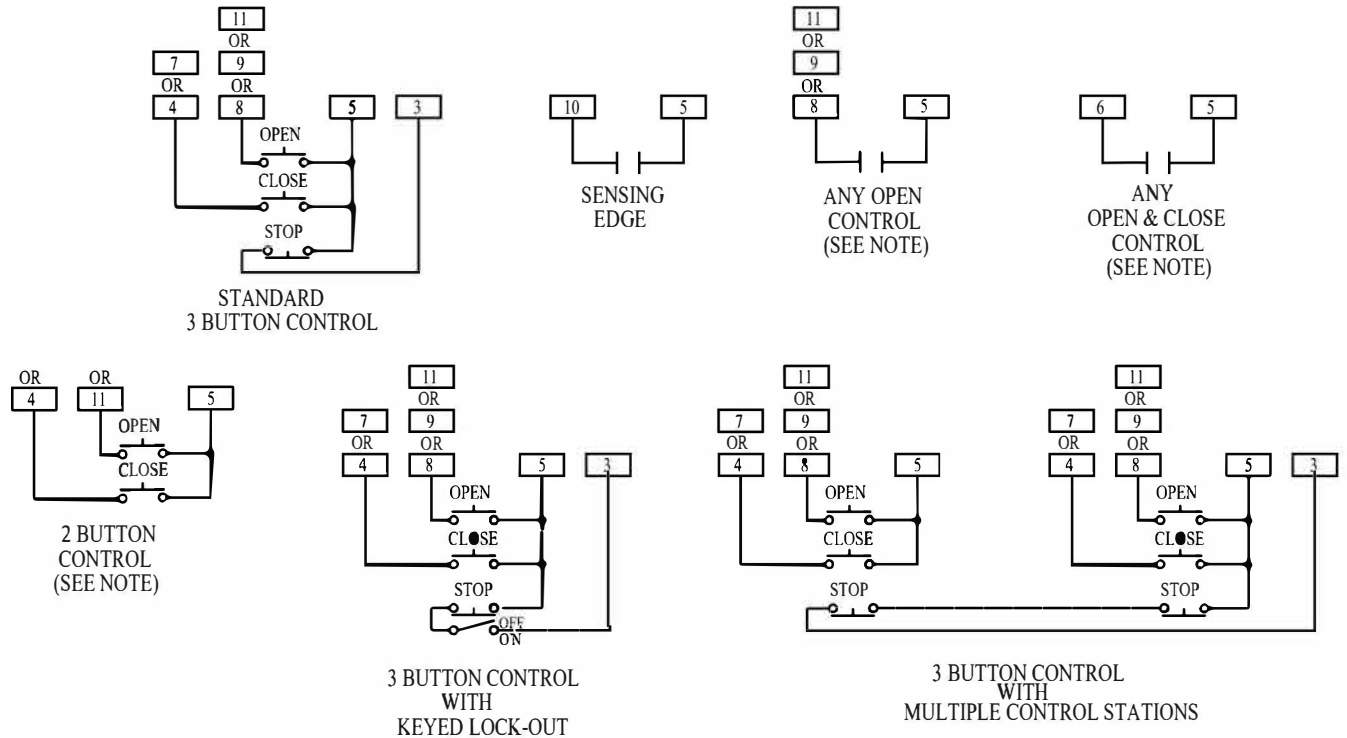 11
OR
7
9
OR
OR
4
8
5
3
OPEN
CLOSE
STOP
STANDARD
3 BUTTON CONTROL
10
5
SENSING
EDGE
11
OR
9
OR
8
5
ANY OPEN
CONTROL
(SEE NOTE)
6
5
ANY
OPEN & CLOSE
CONTROL
(SEE NOTE)
OR
OR
4
11
5
OPEN
CLOSE
2 BUTTON
CONTROL
(SEE NOTE)
11
OR
7
9
OR
OR
4
8
5
3
OPEN
CLOSE
STOP
OFF
ON
3 BUTTON CONTROL
WITH
KEYED LOCK-OUT
11
OR
7
9
OR
OR
4
8
5
OPEN
CLOSE
STOP
11
OR
7
9
OR
OR
4
8
5
3
OPEN
CLOSE
STOP
3 BUTTON CONTROL
WITH
MULTIPLE CONTROL STATIONS